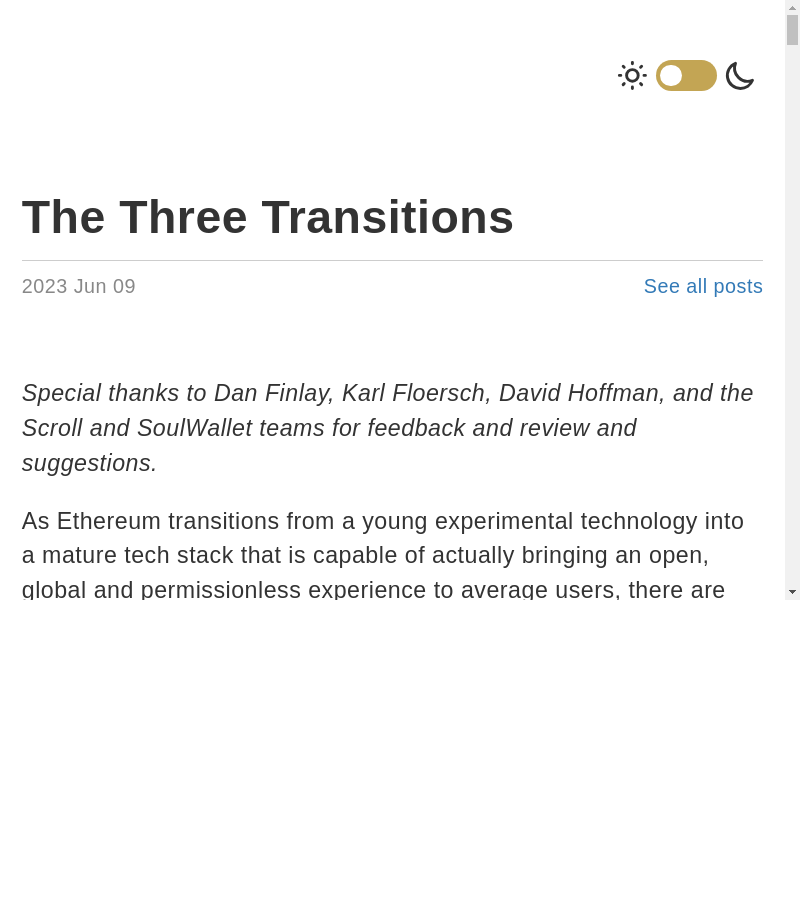 The Three Transitions
2023 Jun 09
See all posts
Special thanks to Dan Finlay, Karl Floersch, David Hoffman, and the
Scroll and SoulWallet teams for feedback and review and
suggestions.
As Ethereum transitions from a young experimental technology into
a mature tech stack that is capable of actually bringing an open,
global and permissionless experience to average users, there are